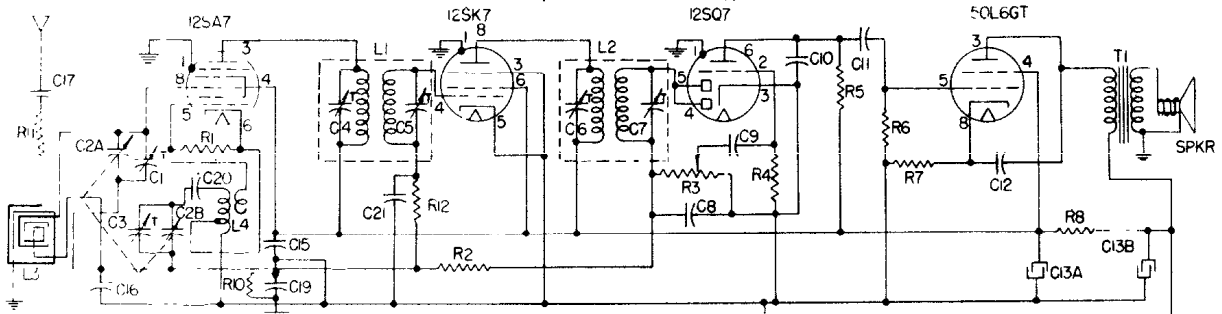 12SA7
12SK7
12SQ7
50L6GT
C17
R11
C2A
C1
T
3
8
4
5
6
1
R1
C20
C3
T
C2B
L4
L3
C16
R10
C15
C19
L1
T
C4
C5
1
8
3
6
4
5
C21
R12
R2
L2
T
C6
C7
1
6
5
2
4
3
C9
R3
R4
C8
C10
C11
R5
R6
3
5
4
8
R7
C12
T1
SPKR
R8
C13B
C13A